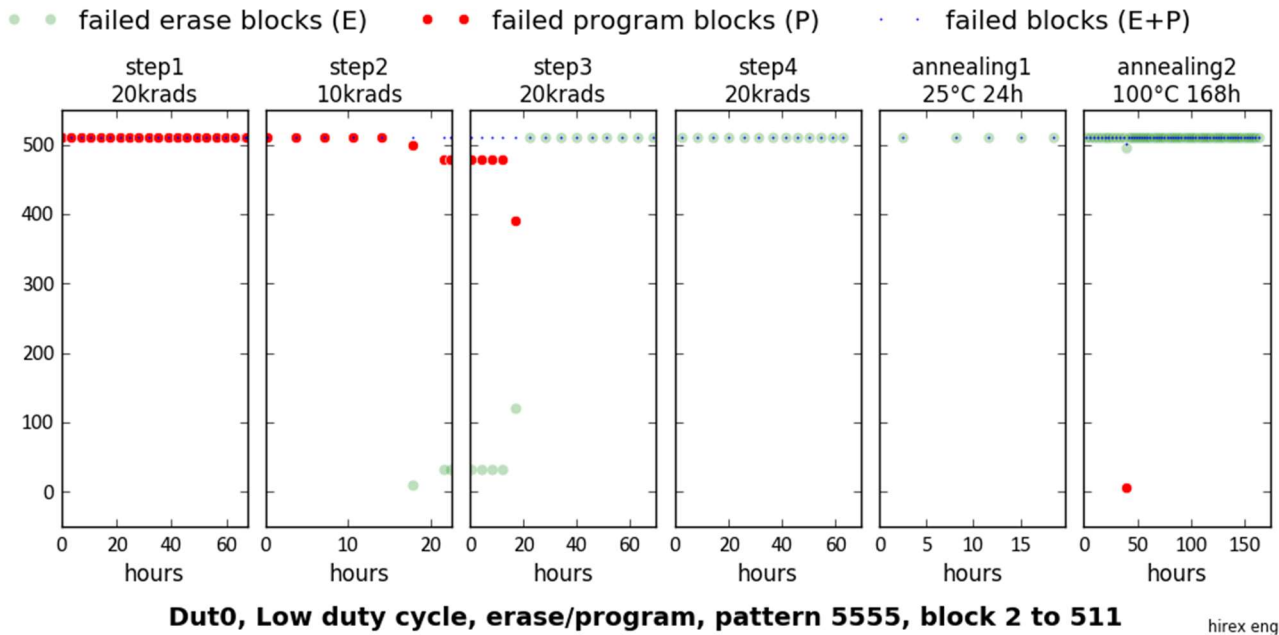 failed erase blocks (E) failed program blocks (P) failed blocks (E+P)
step1 step2 step3 step4 annealing1 annealing2
20krads 10krads 20krads 20krads 25°C 24h 100°C 168h
500
400
300
200
100
0
0 20 40 60 0 10 20 0 20 40 60 0 20 40 60 0 5 10 15 0 50 100 150
hours hours hours hours hours hours
Dut0, Low duty cycle, erase/program, pattern 5555, block 2 to 511
hirex eng